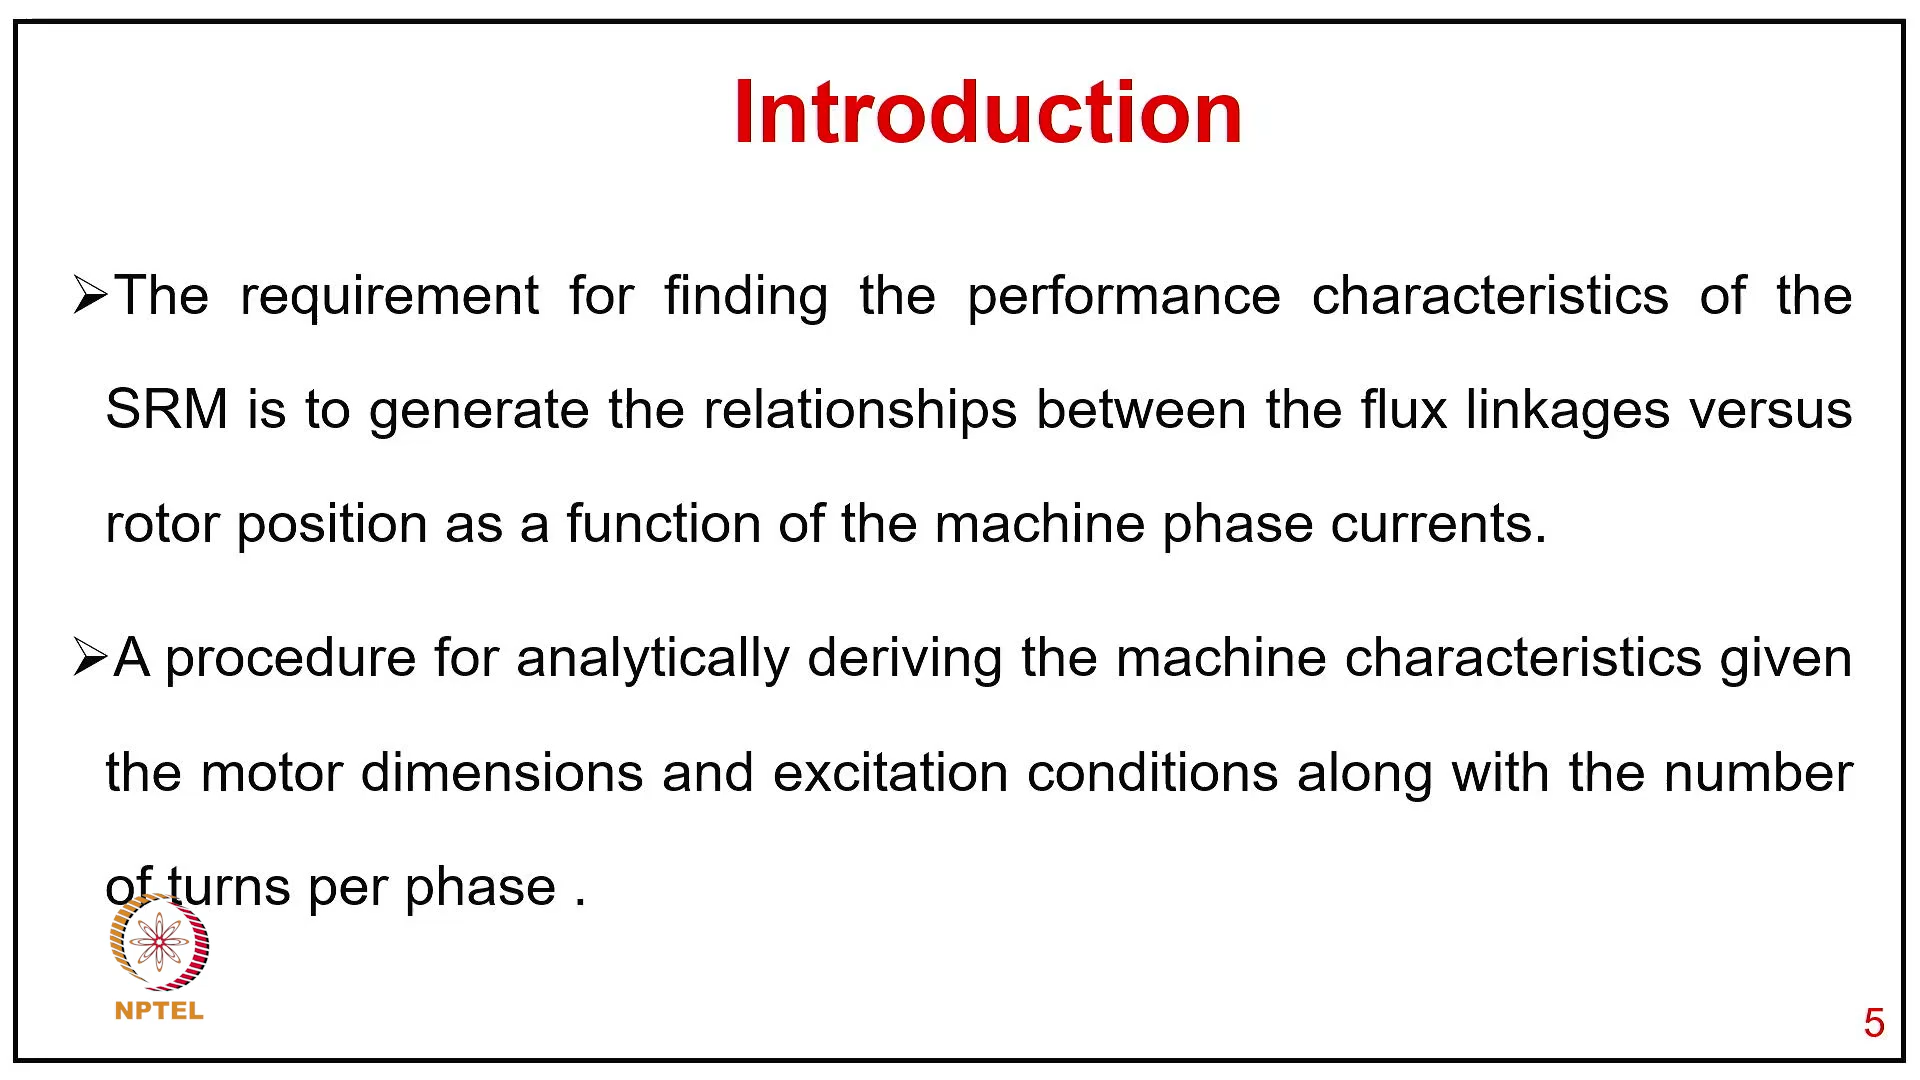 Introduction
➢The requirement for finding the performance characteristics of the
SRM is to generate the relationships between the flux linkages versus
rotor position as a function of the machine phase currents.
➢A procedure for analytically deriving the machine characteristics given
the motor dimensions and excitation conditions along with the number
of turns per phase .
NPTEL
5